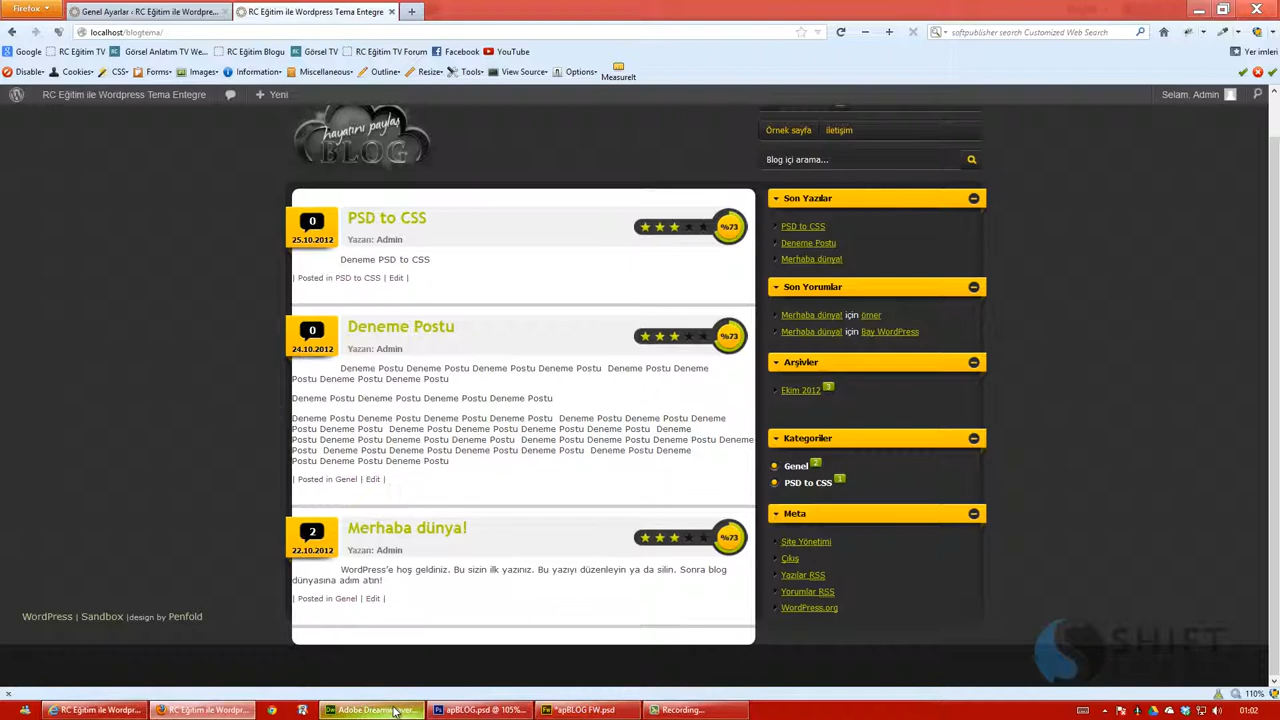 Firefox
Genel Ayarlar ‹ RC Eğitim ile Wordpre...
RC Eğitim ile Wordpress Tema Entegre
localhost/blogtema/
softpublisher search Customized Web Search
Google RC Eğitim TV Görsel Anlatım TV We... RC Eğitim Blogu Görsel TV RC Eğitim TV Forum Facebook YouTube Yer imleri
Disable Cookies CSS Forms Images Information Miscellaneous Outline Resize Tools View Source Options MeasureIt
RC Eğitim ile Wordpress Tema Entegre + Yeni Selam, Admin
hayatını paylaş
BLOG
Örnek sayfa iletişim
Blog içi arama...
0
25.10.2012
PSD to CSS
Yazan: Admin
%73
Deneme PSD to CSS
| Posted in PSD to CSS | Edit |
0
24.10.2012
Deneme Postu
Yazan: Admin
%73
Deneme Postu Deneme Postu Deneme Postu Deneme Postu Deneme Postu Deneme
Postu Deneme Postu Deneme Postu
Deneme Postu Deneme Postu Deneme Postu Deneme Postu
Deneme Postu Deneme Postu Deneme Postu Deneme Postu Deneme Postu Deneme
Postu Deneme Postu Deneme Postu Deneme Postu Deneme Postu Deneme
Postu Deneme Postu Deneme Postu Deneme Postu Deneme Postu Deneme Postu Deneme
Postu Deneme Postu Deneme Postu Deneme Postu Deneme Postu Deneme
Postu Deneme Postu Deneme Postu
| Posted in Genel | Edit |
2
22.10.2012
Merhaba dünya!
Yazan: Admin
%73
WordPress'e hoş geldiniz. Bu sizin ilk yazınız. Bu yazıyı düzenleyin ya da silin. Sonra blog
dünyasına adım atın!
| Posted in Genel | Edit |
Son Yazılar
PSD to CSS
Deneme Postu
Merhaba dünya!
Son Yorumlar
Merhaba dünya! için ömer
Merhaba dünya! için Bay WordPress
Arşivler
Ekim 2012 3
Kategoriler
Genel 2
PSD to CSS 1
Meta
Site Yönetimi
Çıkış
Yazılar RSS
Yorumlar RSS
WordPress.org
WordPress | Sandbox |design by Penfold
SHIFT
110%
RC Eğitim ile Wordpr... RC Eğitim ile Wordpr... Adobe Dreamweaver... apBLOG.psd @ 105%... *apBLOG FW.psd Recording... 01:02